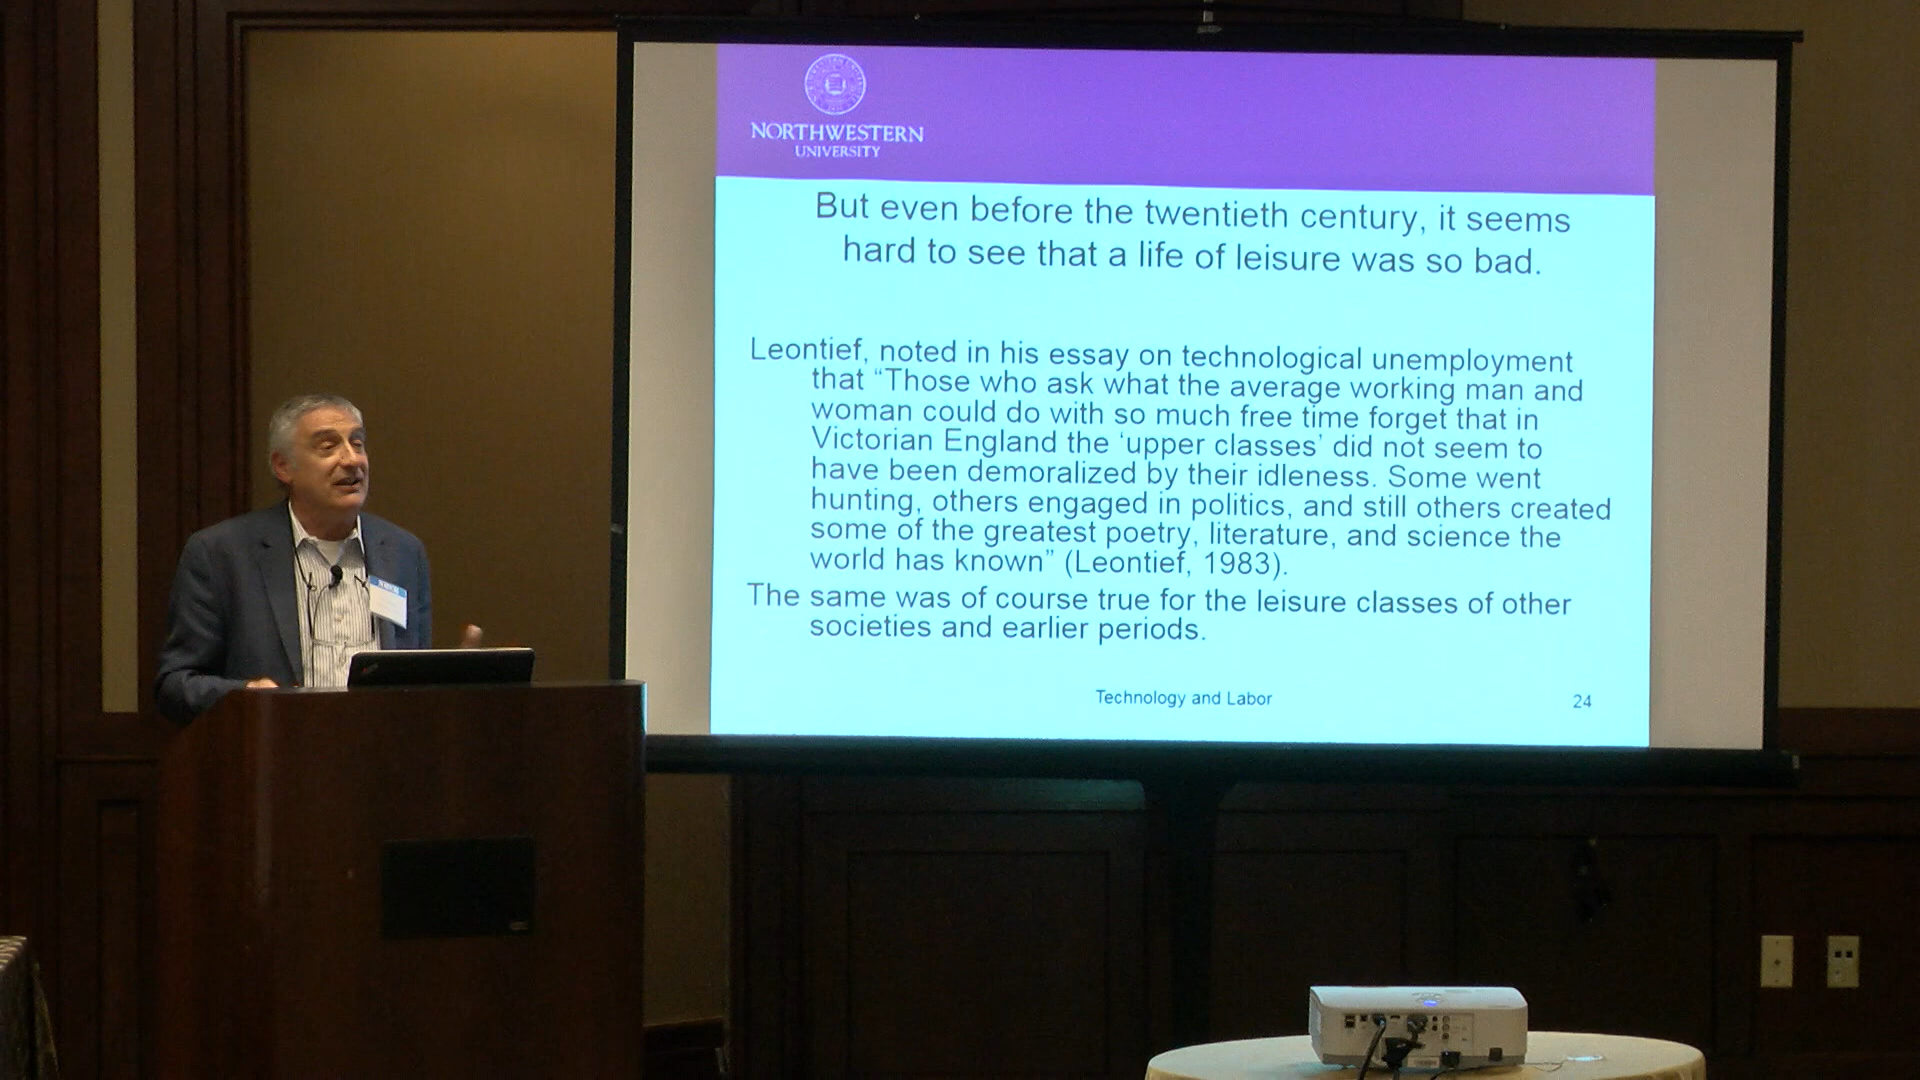 NORTHWESTERN
UNIVERSITY
But even before the twentieth century, it seems
hard to see that a life of leisure was so bad.
Leontief, noted in his essay on technological unemployment
that “Those who ask what the average working man and
woman could do with so much free time forget that in
Victorian England the ‘upper classes’ did not seem to
have been demoralized by their idleness. Some went
hunting, others engaged in politics, and still others created
some of the greatest poetry, literature, and science the
world has known” (Leontief, 1983).
The same was of course true for the leisure classes of other
societies and earlier periods.
Technology and Labor
24